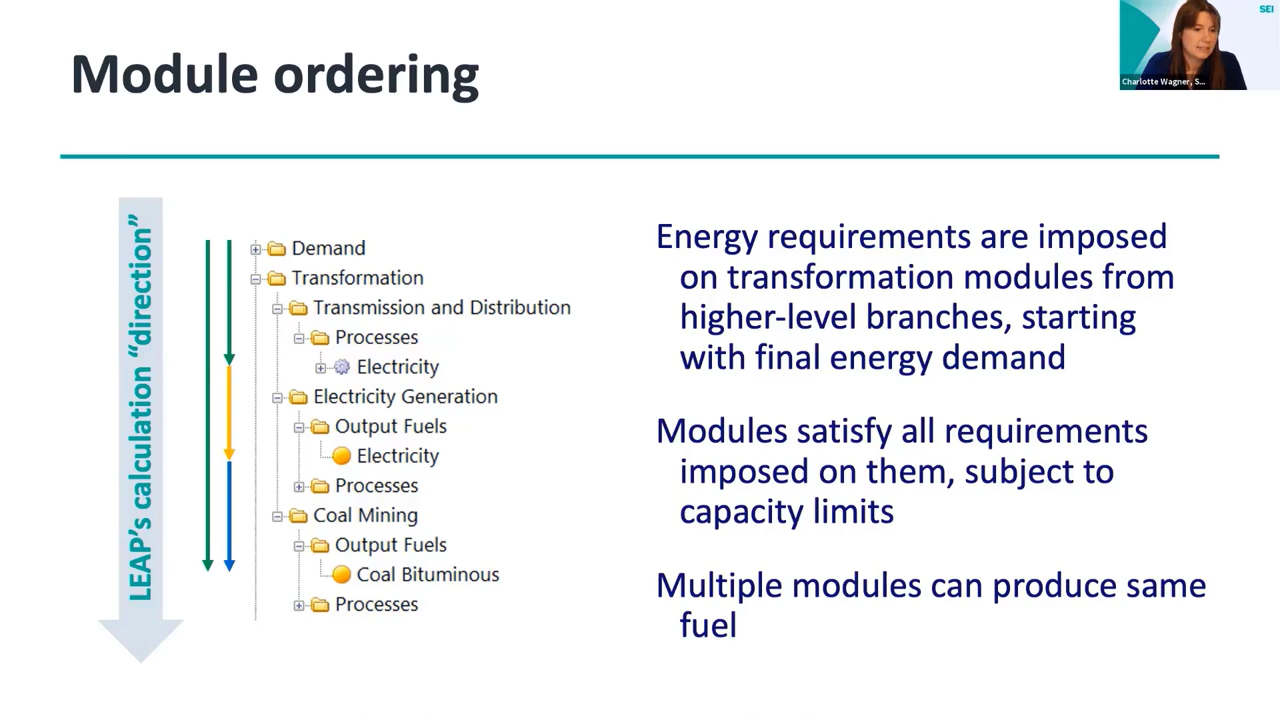 Module ordering
SEI
Charlotte Wagner, S...
LEAP's calculation "direction"
Demand
Transformation
Transmission and Distribution
Processes
Electricity
Electricity Generation
Output Fuels
Electricity
Processes
Coal Mining
Output Fuels
Coal Bituminous
Processes
Energy requirements are imposed
on transformation modules from
higher-level branches, starting
with final energy demand
Modules satisfy all requirements
imposed on them, subject to
capacity limits
Multiple modules can produce same
fuel